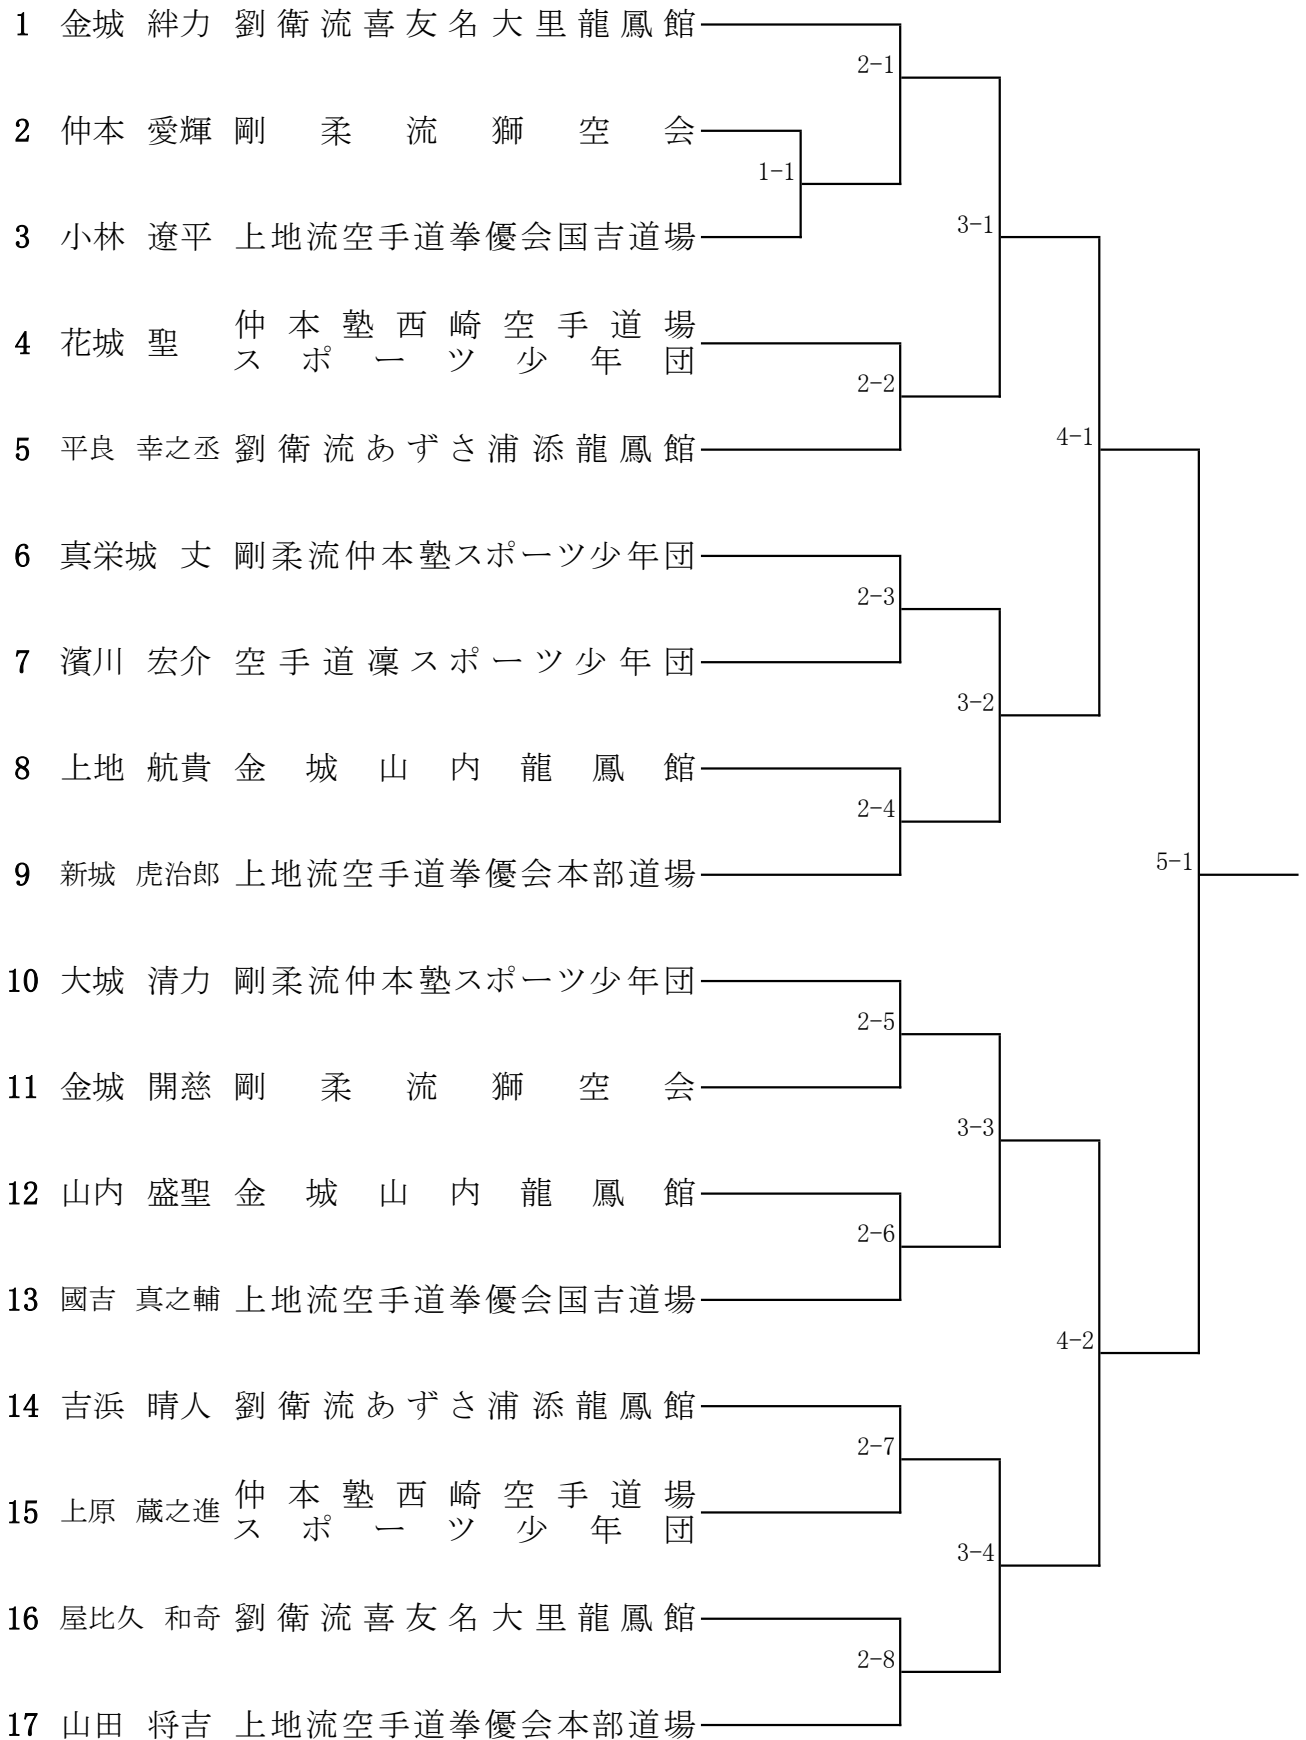 1 金城 絆力 劉衛流喜友名大里龍鳳館
2-1
2 仲本 愛輝 剛柔流獅空会
1-1
3 小林 遼平 上地流空手道拳優会国吉道場
3-1
4 花城 聖 仲本塾西崎空手道場
スポーツ少年団
2-2
5 平良 幸之丞 劉衛流あずさ浦添龍鳳館
4-1
6 真栄城 丈 剛柔流仲本塾スポーツ少年団
2-3
7 濱川 宏介 空手道凜スポーツ少年団
3-2
8 上地 航貴 金城山内龍鳳館
2-4
9 新城 虎治郎 上地流空手道拳優会本部道場
5-1
10 大城 清力 剛柔流仲本塾スポーツ少年団
2-5
11 金城 開慈 剛柔流獅空会
3-3
12 山内 盛聖 金城山内龍鳳館
2-6
13 國吉 真之輔 上地流空手道拳優会国吉道場
4-2
14 吉浜 晴人 劉衛流あずさ浦添龍鳳館
2-7
15 上原 蔵之進 仲本塾西崎空手道場
スポーツ少年団
3-4
16 屋比久 和奇 劉衛流喜友名大里龍鳳館
2-8
17 山田 将吉 上地流空手道拳優会本部道場